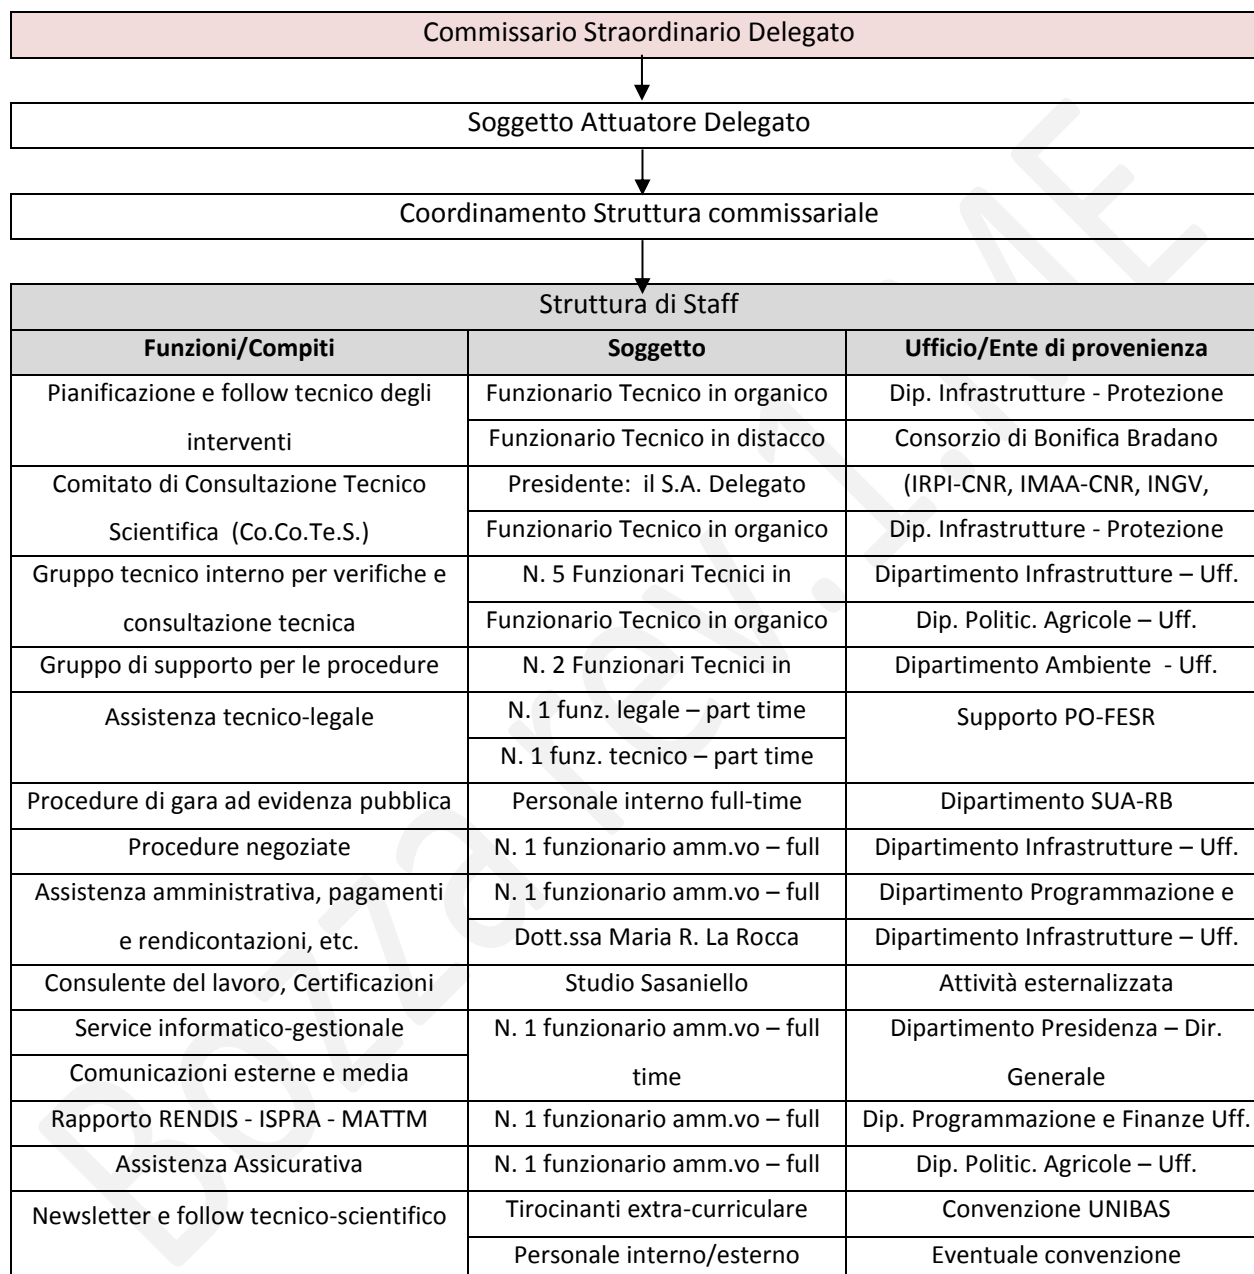 Commissario Straordinario Delegato
Soggetto Attuatore Delegato
Coordinamento Struttura commissariale
Struttura di Staff
Funzioni/Compiti Soggetto Ufficio/Ente di provenienza
Pianificazione e follow tecnico degli interventi
Funzionario Tecnico in organico Dip. Infrastrutture - Protezione
Funzionario Tecnico in distacco Consorzio di Bonifica Bradano
Comitato di Consultazione Tecnico
Scientifica (Co.Co.Te.S.)
Presidente: il S.A. Delegato (IRPI-CNR, IMAA-CNR, INGV,
Funzionario Tecnico in organico Dip. Infrastrutture - Protezione
Gruppo tecnico interno per verifiche e
consultazione tecnica
N. 5 Funzionari Tecnici in Dipartimento Infrastrutture – Uff.
Funzionario Tecnico in organico Dip. Politic. Agricole – Uff.
Gruppo di supporto per le procedure N. 2 Funzionari Tecnici in Dipartimento Ambiente - Uff.
Assistenza tecnico-legale
N. 1 funz. legale – part time
N. 1 funz. tecnico – part time
Supporto PO-FESR
Procedure di gara ad evidenza pubblica Personale interno full-time Dipartimento SUA-RB
Procedure negoziate N. 1 funzionario amm.vo – full Dipartimento Infrastrutture – Uff.
Assistenza amministrativa, pagamenti
e rendicontazioni, etc.
N. 1 funzionario amm.vo – full Dipartimento Programmazione e
Dott.ssa Maria R. La Rocca Dipartimento Infrastrutture – Uff.
Consulente del lavoro, Certificazioni Studio Sasaniello Attività esternalizzata
Service informatico-gestionale
Comunicazioni esterne e media
N. 1 funzionario amm.vo – full
time
Dipartimento Presidenza – Dir.
Generale
Rapporto RENDIS - ISPRA - MATTM N. 1 funzionario amm.vo – full Dip. Programmazione e Finanze Uff.
Assistenza Assicurativa N. 1 funzionario amm.vo – full Dip. Politic. Agricole – Uff.
Newsletter e follow tecnico-scientifico
Tirocinanti extra-curriculare Convenzione UNIBAS
Personale interno/esterno Eventuale convenzione
Bozza rev.1.ME